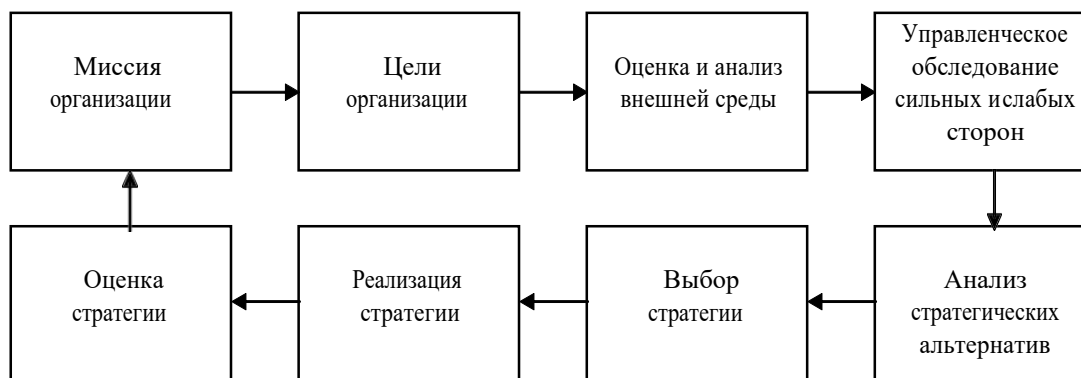 Миссия
организации
Цели
организации
Оценка и анализ
внешней среды
Управленческое
обследование
сильных ислабых
сторон
Оценка
стратегии
Реализация
стратегии
Выбор
стратегии
Анализ
стратегических
альтернатив